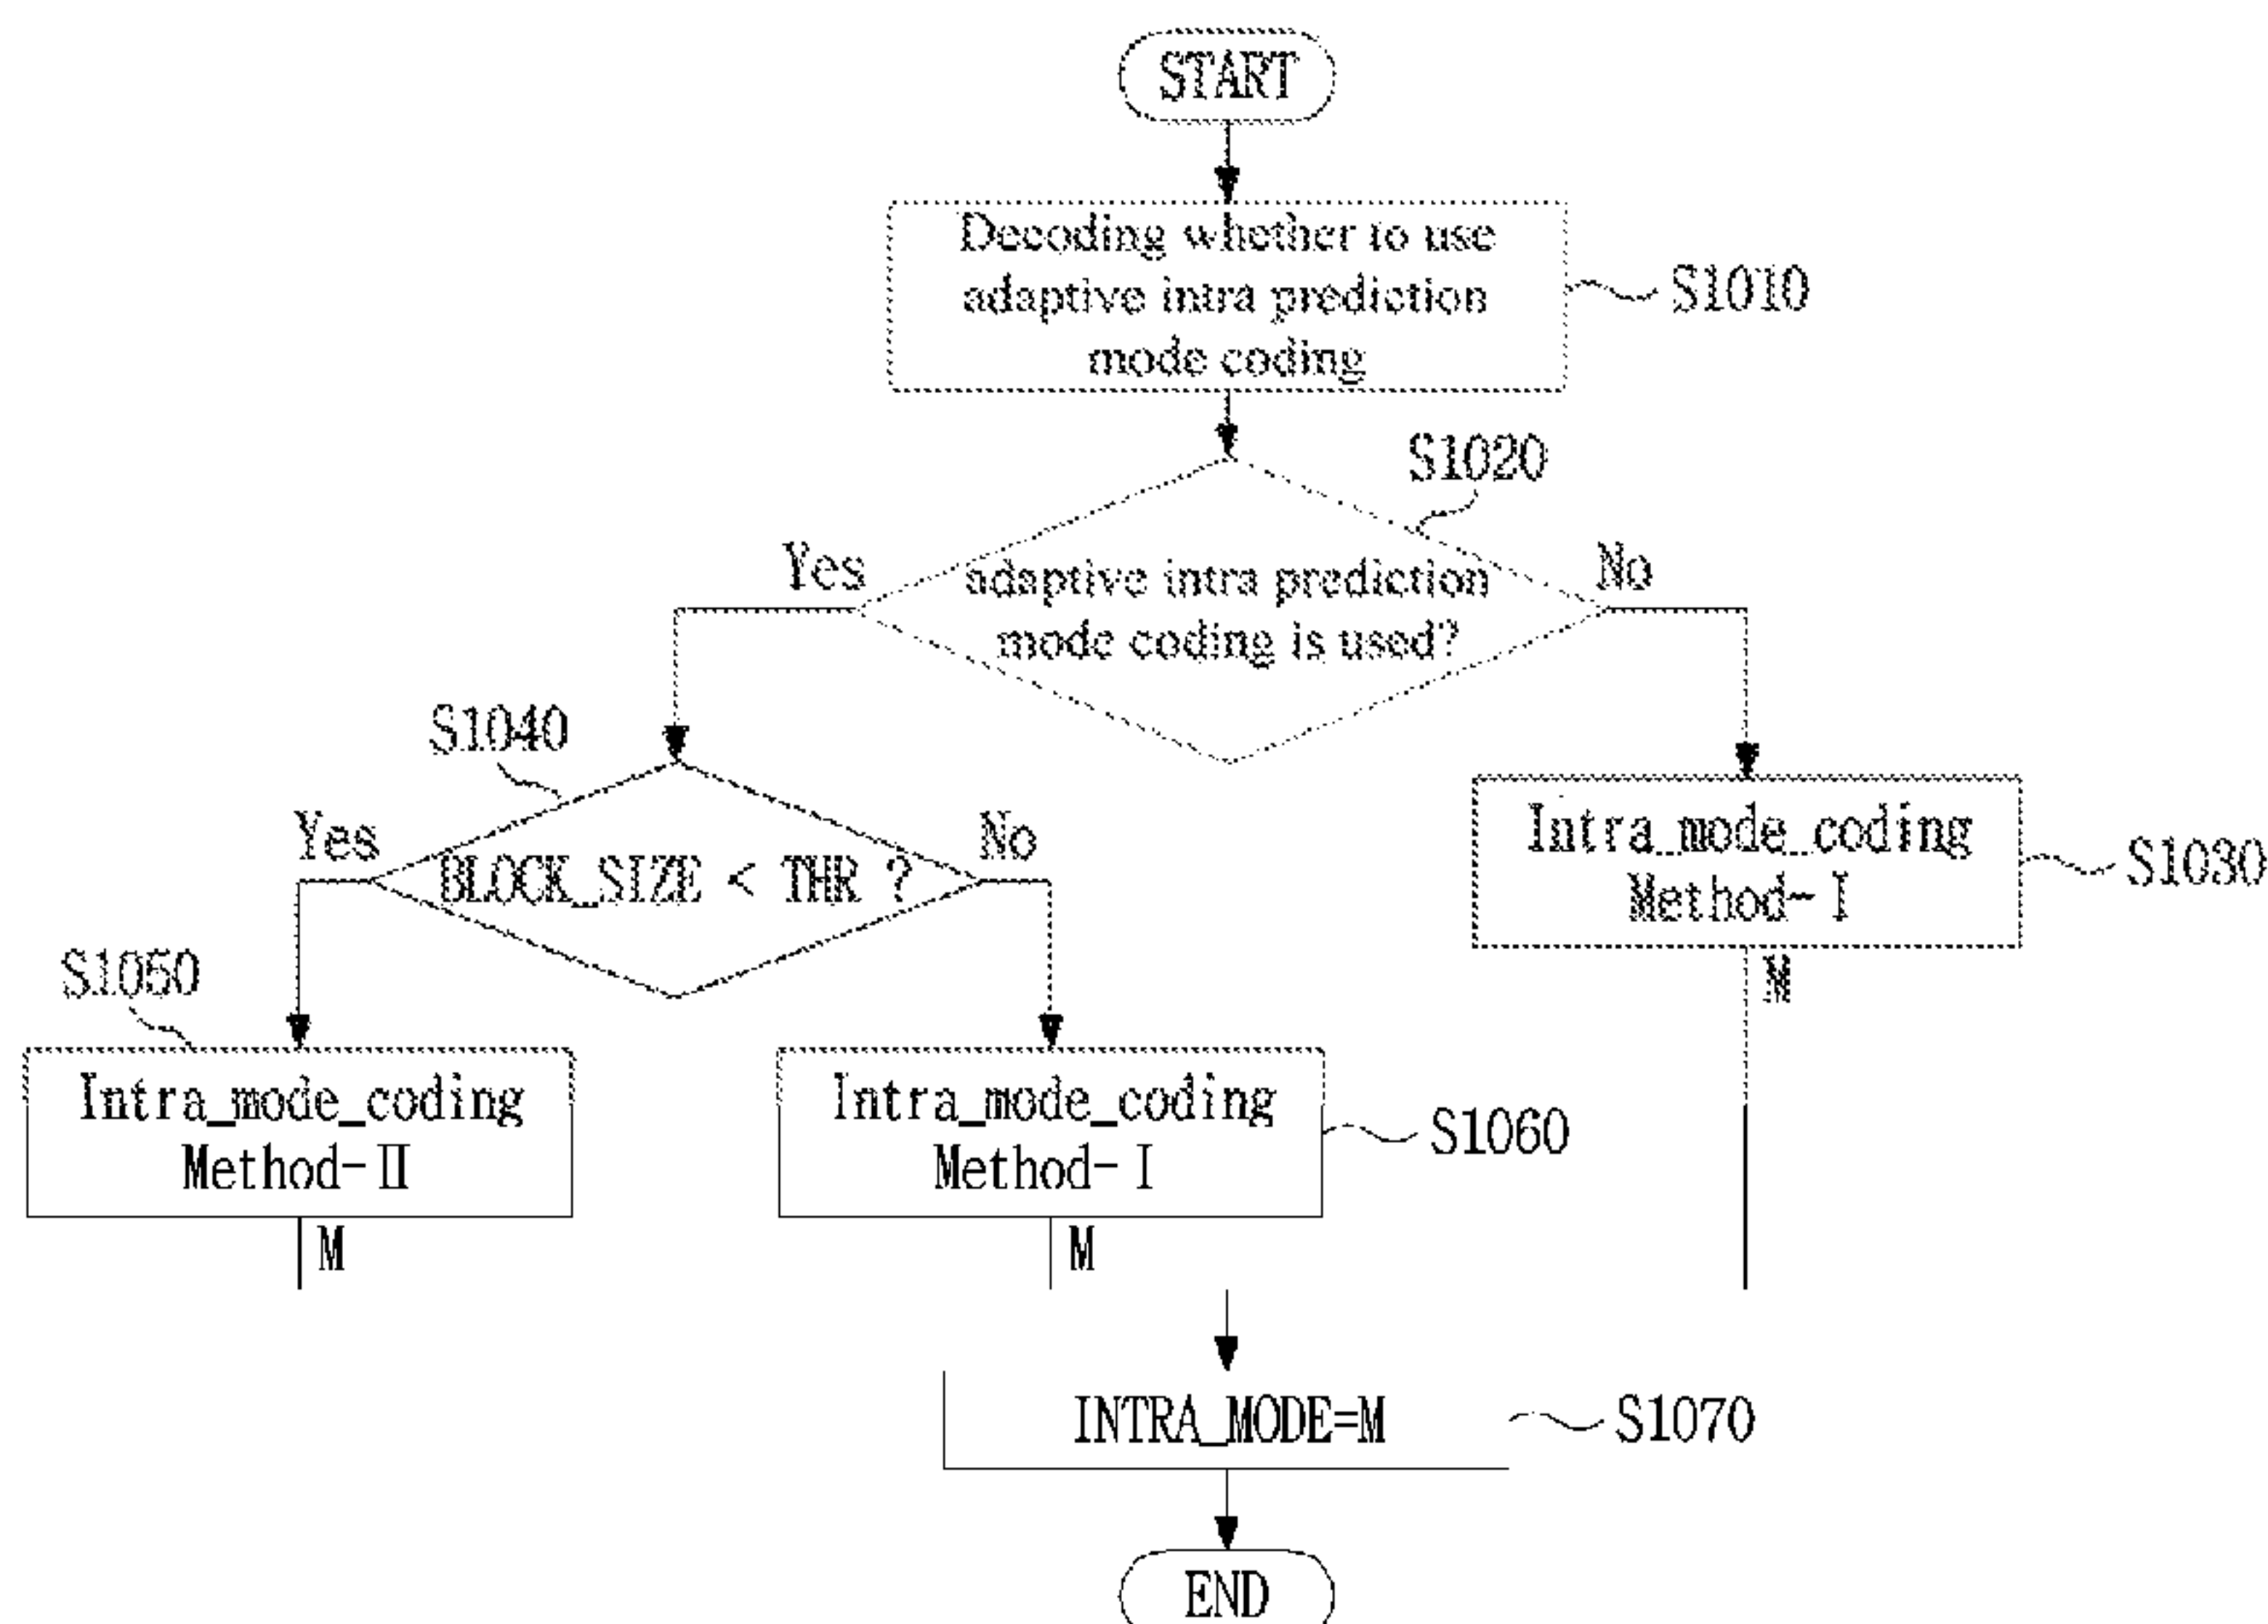 START
Decoding whether to use
adaptive intra prediction
mode coding
S1010
S1020
Yes
adaptive intra prediction
mode coding is used?
No
S1040
Yes
BLOCK_SIZE < THR ?
No
Intra_mode_coding
Method-I
S1030
M
S1050
Intra_mode_coding
Method-II
M
Intra_mode_coding
Method-I
S1060
M
INTRA_MODE=M
S1070
END